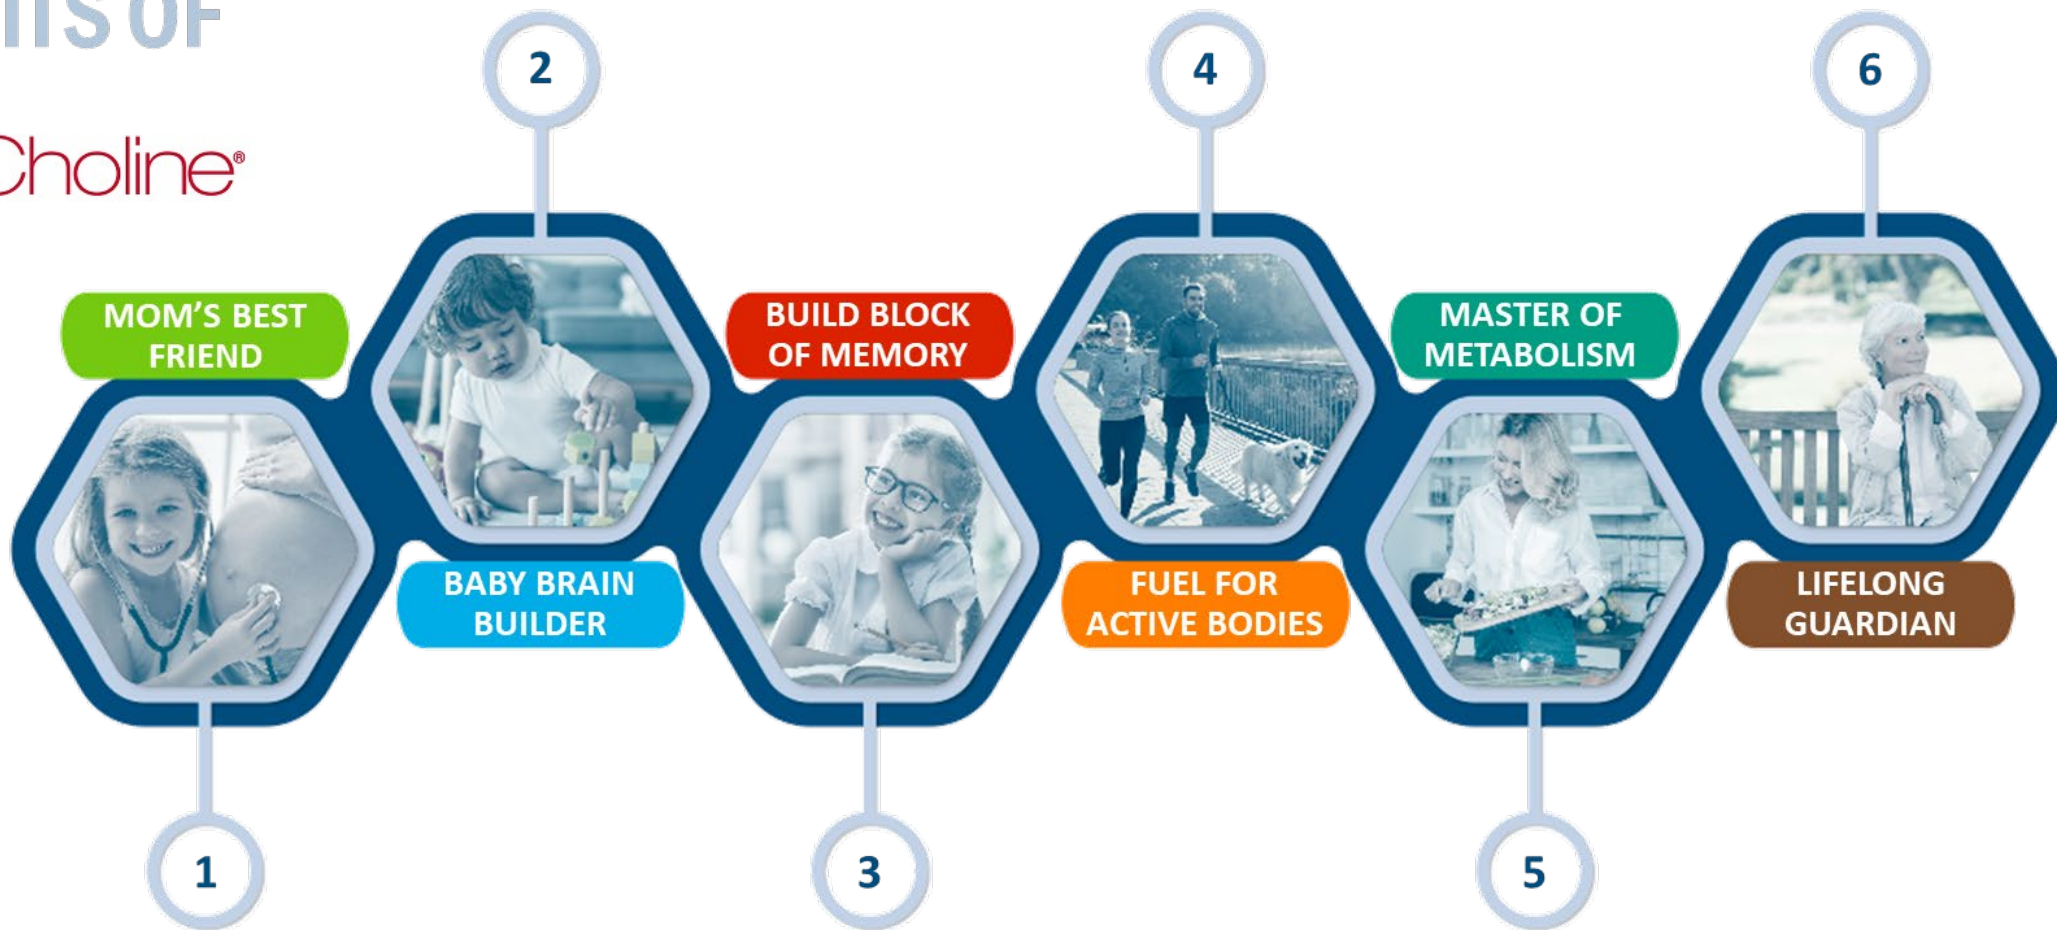 OF
Choline®
2
4
6
MOM'S BEST
FRIEND
BUILD BLOCK
OF MEMORY
MASTER OF
METABOLISM
BABY BRAIN
BUILDER
FUEL FOR
ACTIVE BODIES
LIFELONG
GUARDIAN
1
3
5